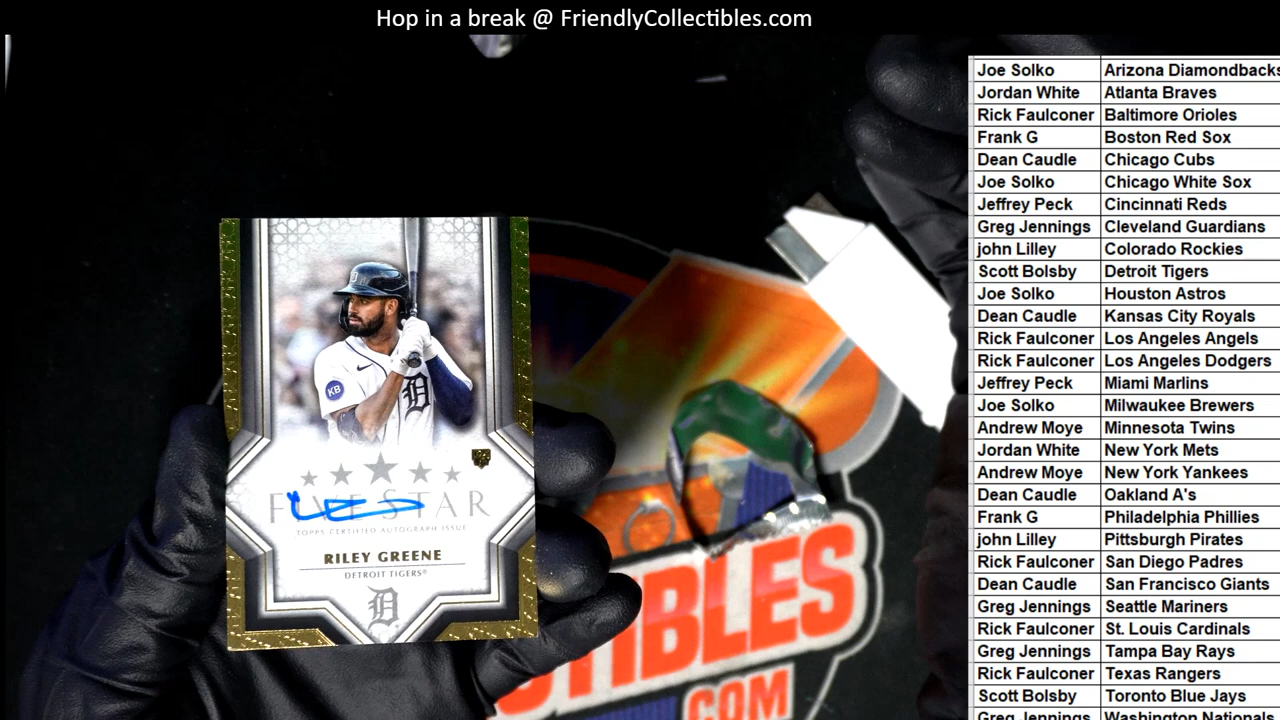 Hop in a break @ FriendlyCollectibles.com
Joe Solko Arizona Diamondbacks
Jordan White Atlanta Braves
Rick Faulconer Baltimore Orioles
Frank G Boston Red Sox
Dean Caudle Chicago Cubs
Joe Solko Chicago White Sox
Jeffrey Peck Cincinnati Reds
Greg Jennings Cleveland Guardians
john Lilley Colorado Rockies
Scott Bolsby Detroit Tigers
Joe Solko Houston Astros
Dean Caudle Kansas City Royals
Rick Faulconer Los Angeles Angels
Rick Faulconer Los Angeles Dodgers
Jeffrey Peck Miami Marlins
Joe Solko Milwaukee Brewers
Andrew Moye Minnesota Twins
Jordan White New York Mets
Andrew Moye New York Yankees
Dean Caudle Oakland A's
Frank G Philadelphia Phillies
john Lilley Pittsburgh Pirates
Rick Faulconer San Diego Padres
Dean Caudle San Francisco Giants
Greg Jennings Seattle Mariners
Rick Faulconer St. Louis Cardinals
Greg Jennings Tampa Bay Rays
Rick Faulconer Texas Rangers
Scott Bolsby Toronto Blue Jays
Greg Jennings Washington Nationals
D
KB
FIVE STAR
TOPPS CERTIFIED AUTOGRAPH ISSUE
RILEY GREENE
DETROIT TIGERS®
D
TIBLES
.COM